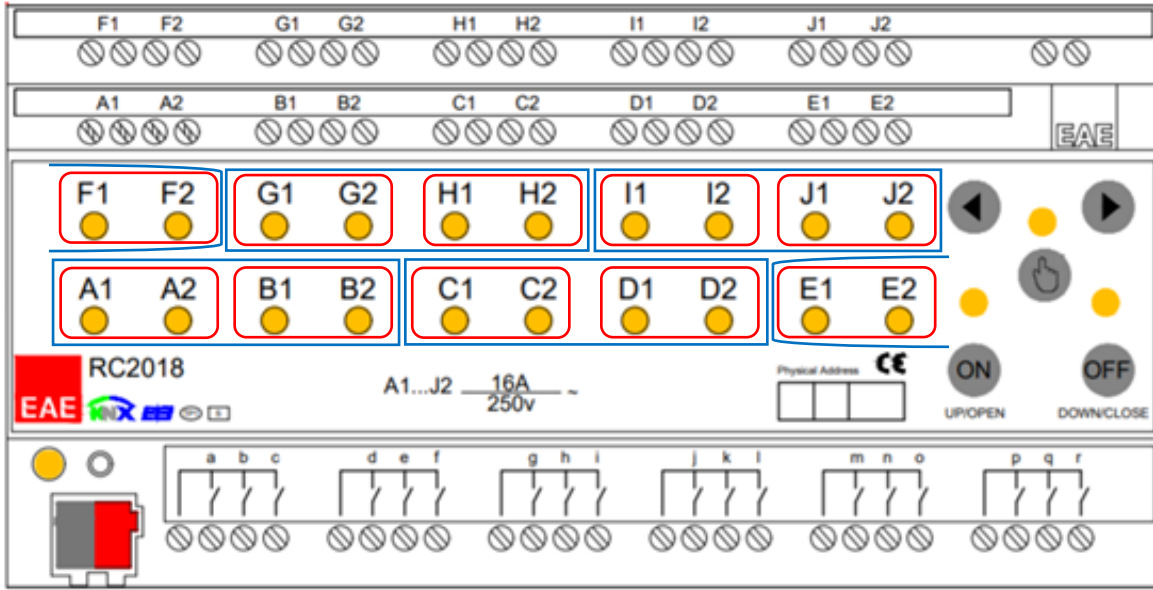 F1 F2 G1 G2 H1 H2 I1 I2 J1 J2
A1 A2 B1 B2 C1 C2 D1 D2 E1 E2
EAE
F1 F2 G1 G2 H1 H2 I1 I2 J1 J2
A1 A2 B1 B2 C1 C2 D1 D2 E1 E2
RC2018
EAE KNX EIB
A1...J2 16A ~
250v
Physical Address CE
ON OFF
UP/OPEN DOWN/CLOSE
a b c d e f g h i j k l m n o p q r